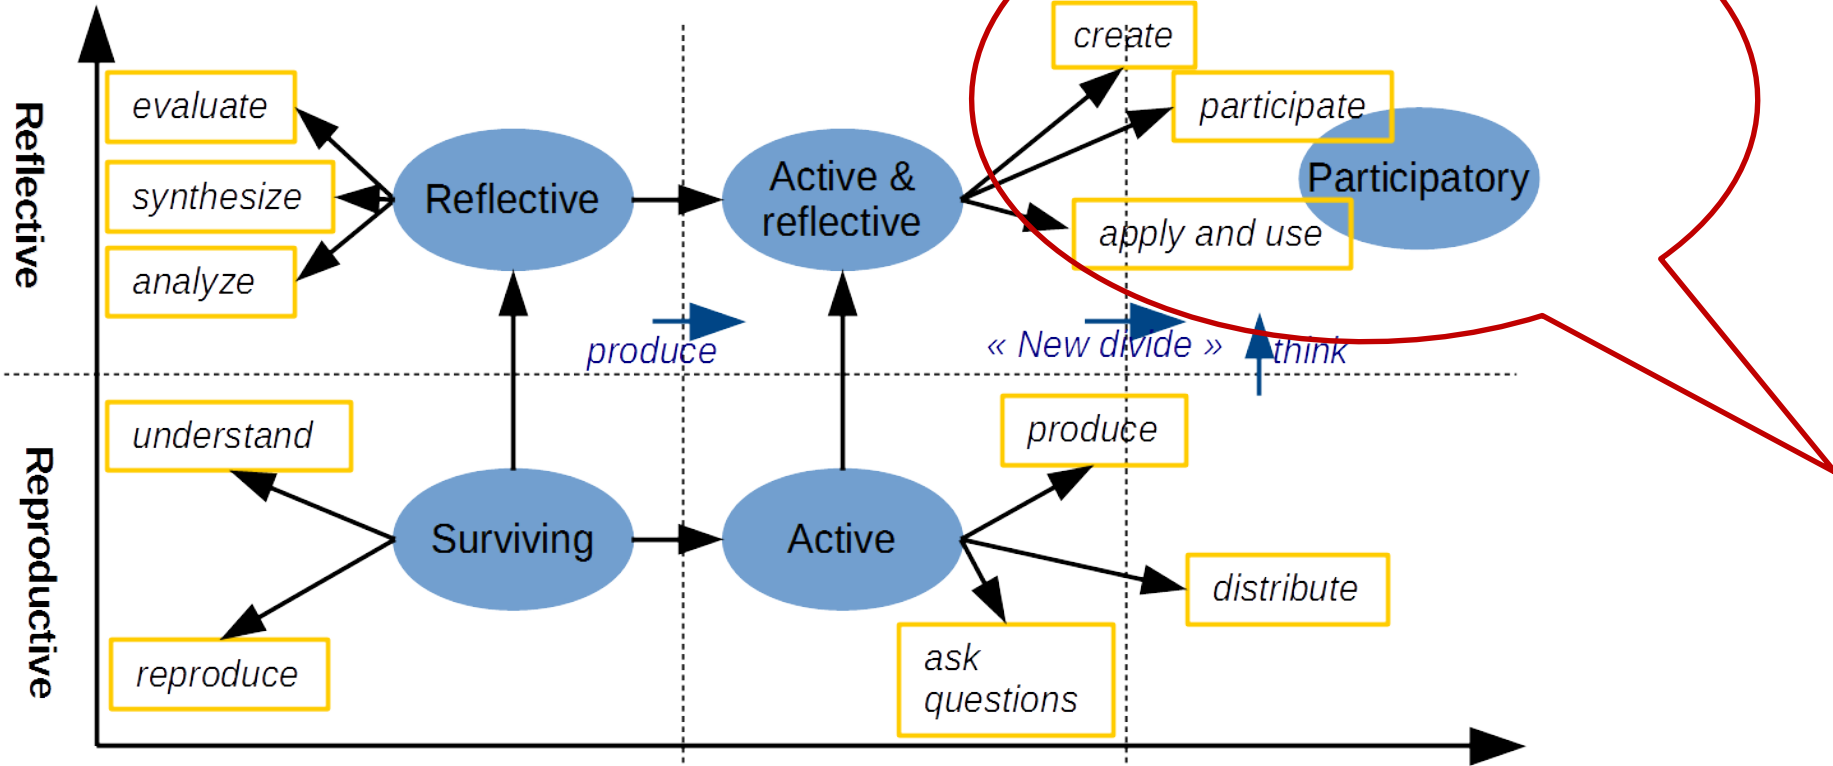 Reflective
Reproductive
create
evaluate
participate
synthesize
Reflective
Active &
reflective
Participatory
apply and use
analyze
produce
« New divide »
think
understand
produce
Surviving
Active
distribute
reproduce
ask
questions